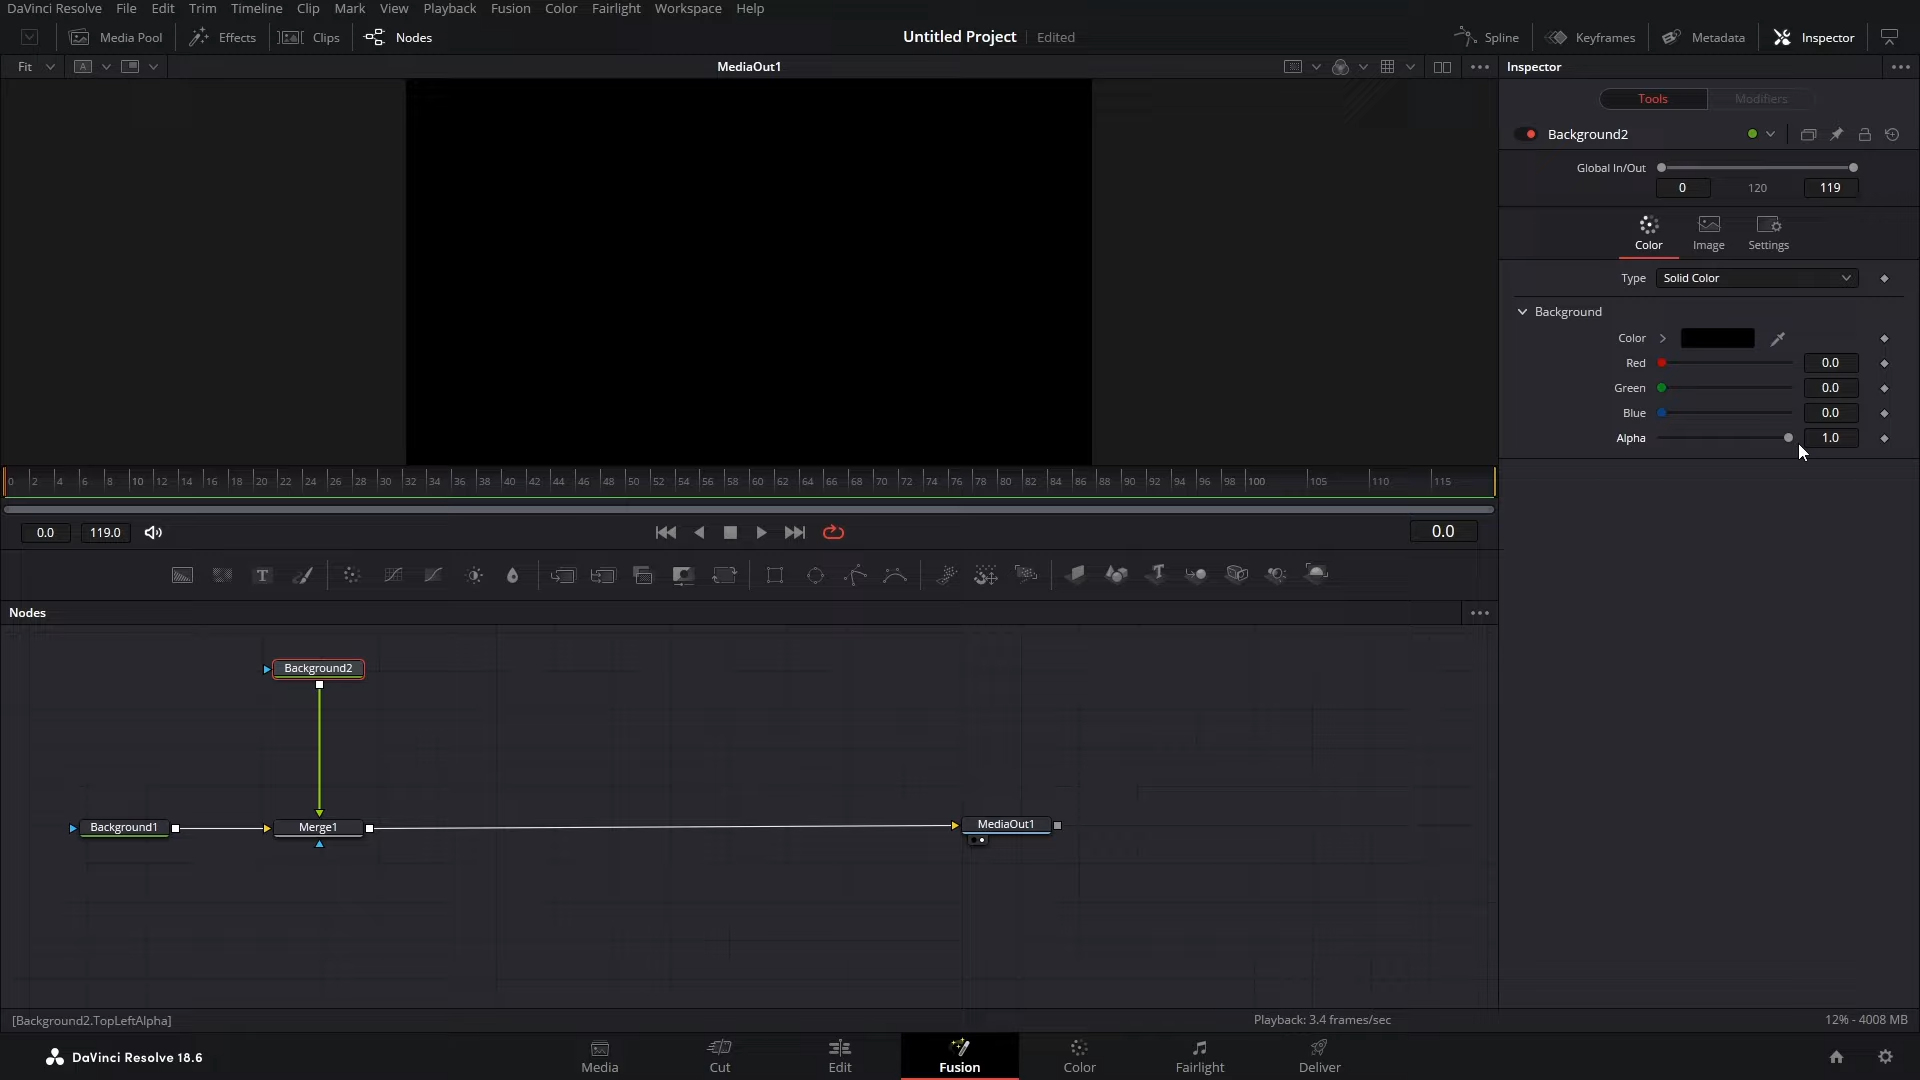 DaVinci Resolve File Edit Trim Timeline Clip Mark View Playback Fusion Color Fairlight Workspace Help
Media Pool Effects Clips Nodes Untitled Project Edited Spline Keyframes Metadata Inspector
Fit A MediaOut1 Inspector
Tools Modifiers
Background2
Global In/Out
0 120 119
Color Image Settings
Type Solid Color
Background
Color
Red 0.0
Green 0.0
Blue 0.0
Alpha 1.0
0 2 4 6 8 10 12 14 16 18 20 22 24 26 28 30 32 34 36 38 40 42 44 46 48 50 52 54 56 58 60 62 64 66 68 70 72 74 76 78 80 82 84 86 88 90 92 94 96 98 100 105 110 115
0.0 119.0 0.0
T
Nodes
Background2
Background1 Merge1 MediaOut1
[Background2.TopLeftAlpha] Playback: 3.4 frames/sec 12% - 4008 MB
DaVinci Resolve 18.6 Media Cut Edit Fusion Color Fairlight Deliver